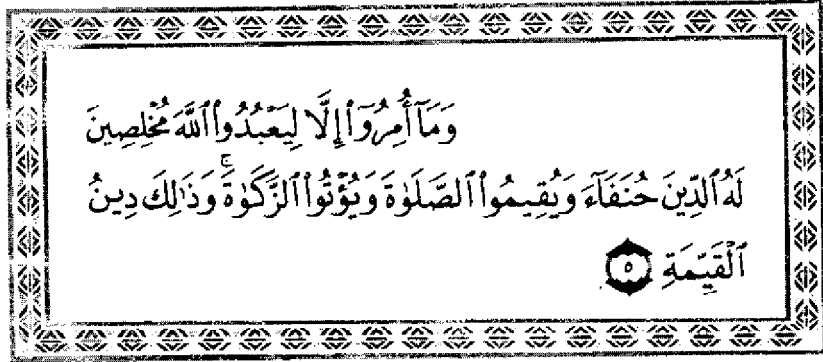 وَمَآ أُمِرُوٓا۟ إِلَّا لِيَعْبُدُوا۟ ٱللَّهَ مُخْلِصِينَ
لَهُ ٱلدِّينَ حُنَفَآءَ وَيُقِيمُوا۟ ٱلصَّلَوٰةَ وَيُؤْتُوا۟ ٱلزَّكَوٰةَ ۚ وَذَٰلِكَ دِينُ
ٱلْقَيِّمَةِ ٥